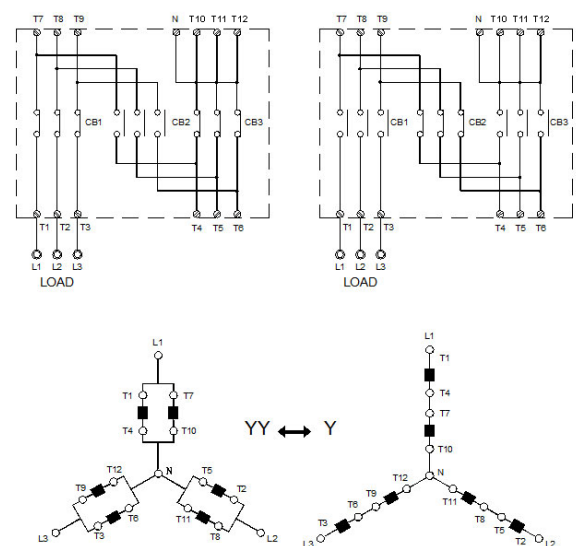 T7 T8 T9 N T10 T11 T12 T7 T8 T9 N T10 T11 T12
CB1 CB2 CB3 CB1 CB2 CB3
T1 T2 T3 T4 T5 T6 T1 T2 T3 T4 T5 T6
L1 L2 L3 L1 L2 L3
LOAD LOAD
L1
T1 T7
T4 T10
N
T9 T12
T3 T6
L3
T5 T2
T11 T8
L2
YY Y
L1
T1
T4
T7
T10
N
T12
T9
T6
T3
L3
T11
T8
T5
T2
L2